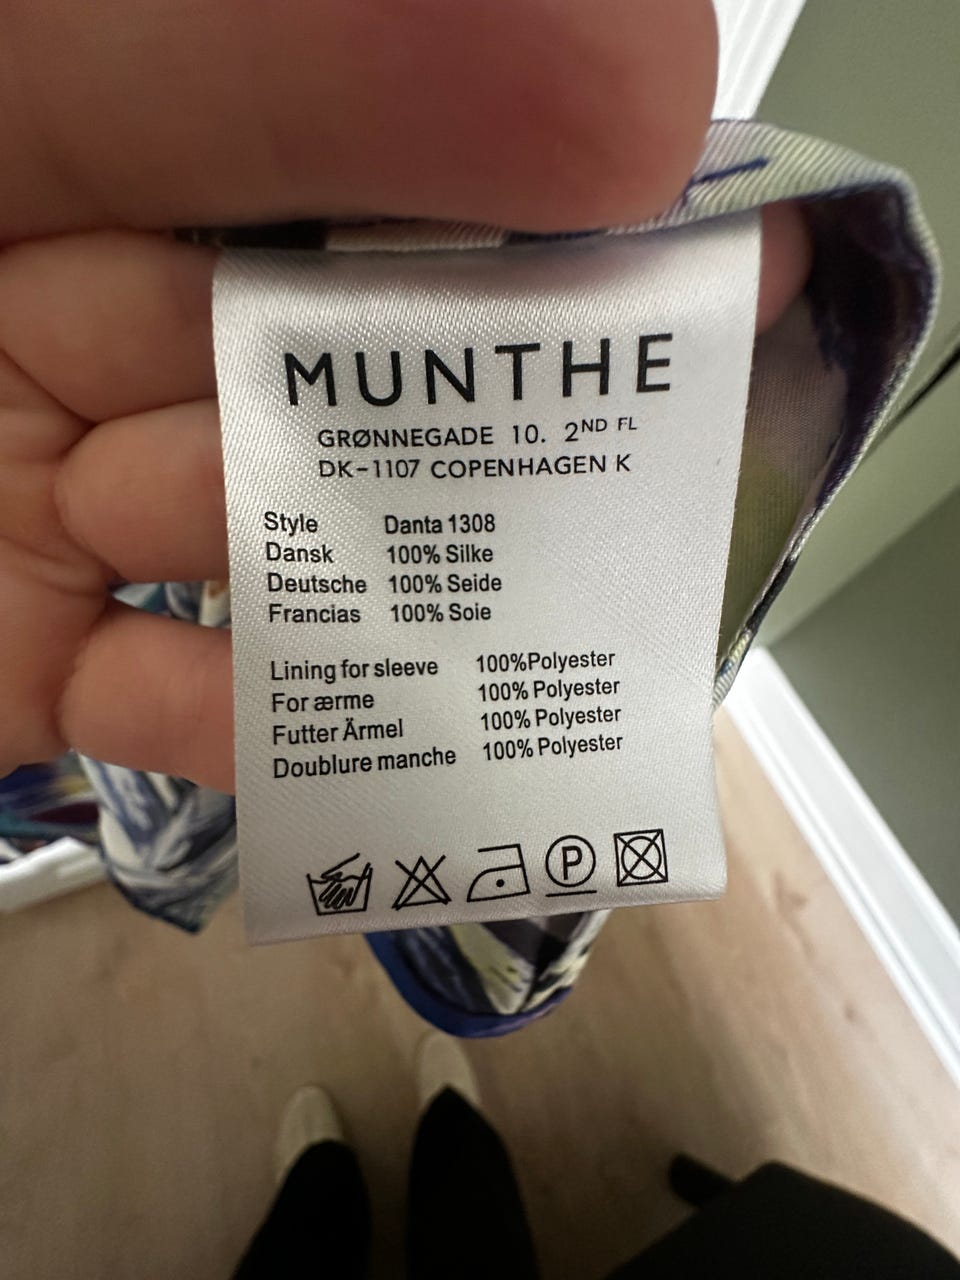 MUNTHE
GRØNNEGADE 10. 2ND FL
DK-1107 COPENHAGEN K
Style Danta 1308
Dansk 100% Silke
Deutsche 100% Seide
Francias 100% Soie
Lining for sleeve 100%Polyester
For ærme 100% Polyester
Futter Ärmel 100% Polyester
Doublure manche 100% Polyester
P